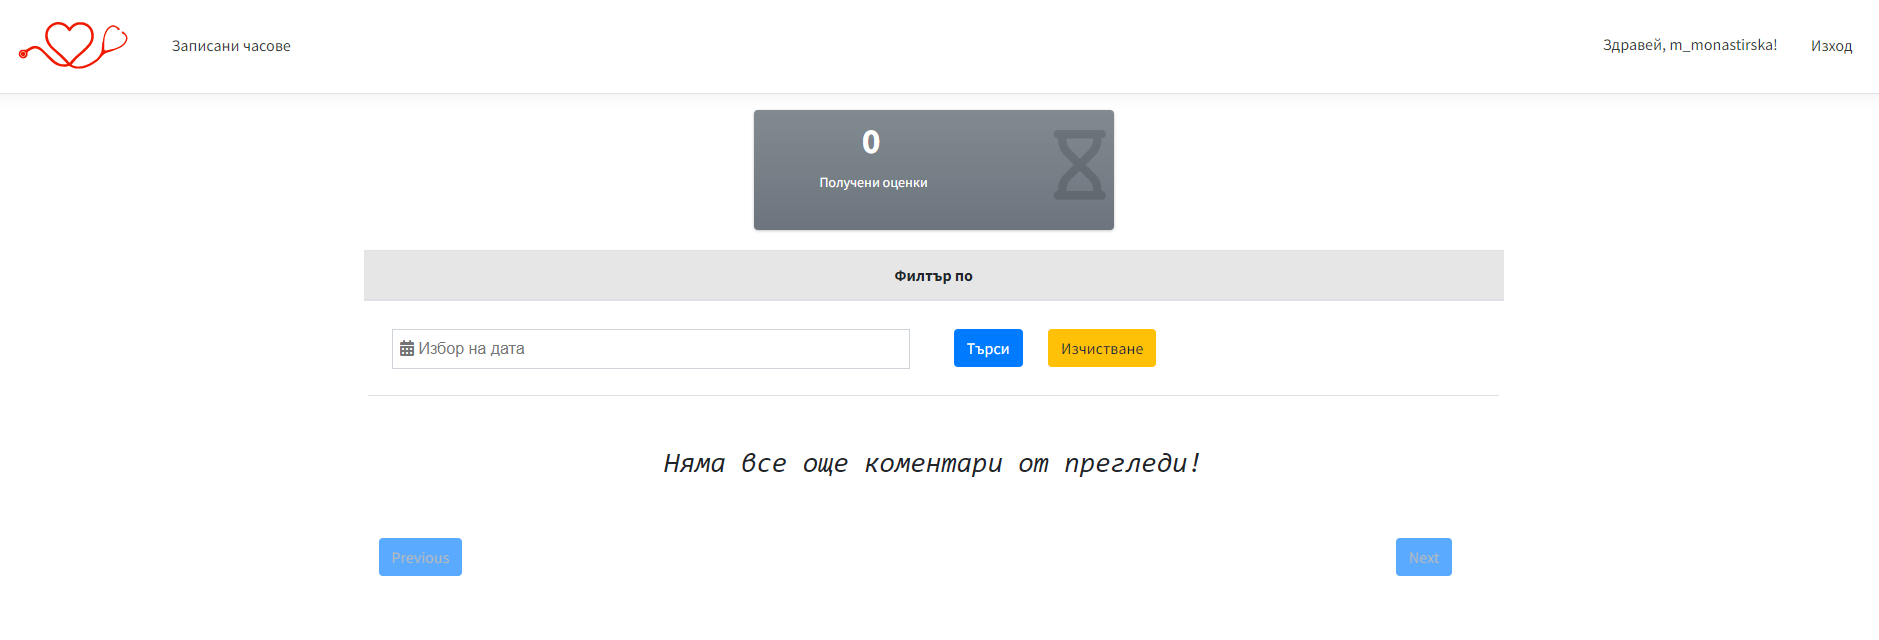 Записани часове
Здравей, m_monastirska!
Изход
0
Получени оценки
Филтър по
Избор на дата
Търси
Изчистване
Няма все още коментари от прегледи!
Previous
Next